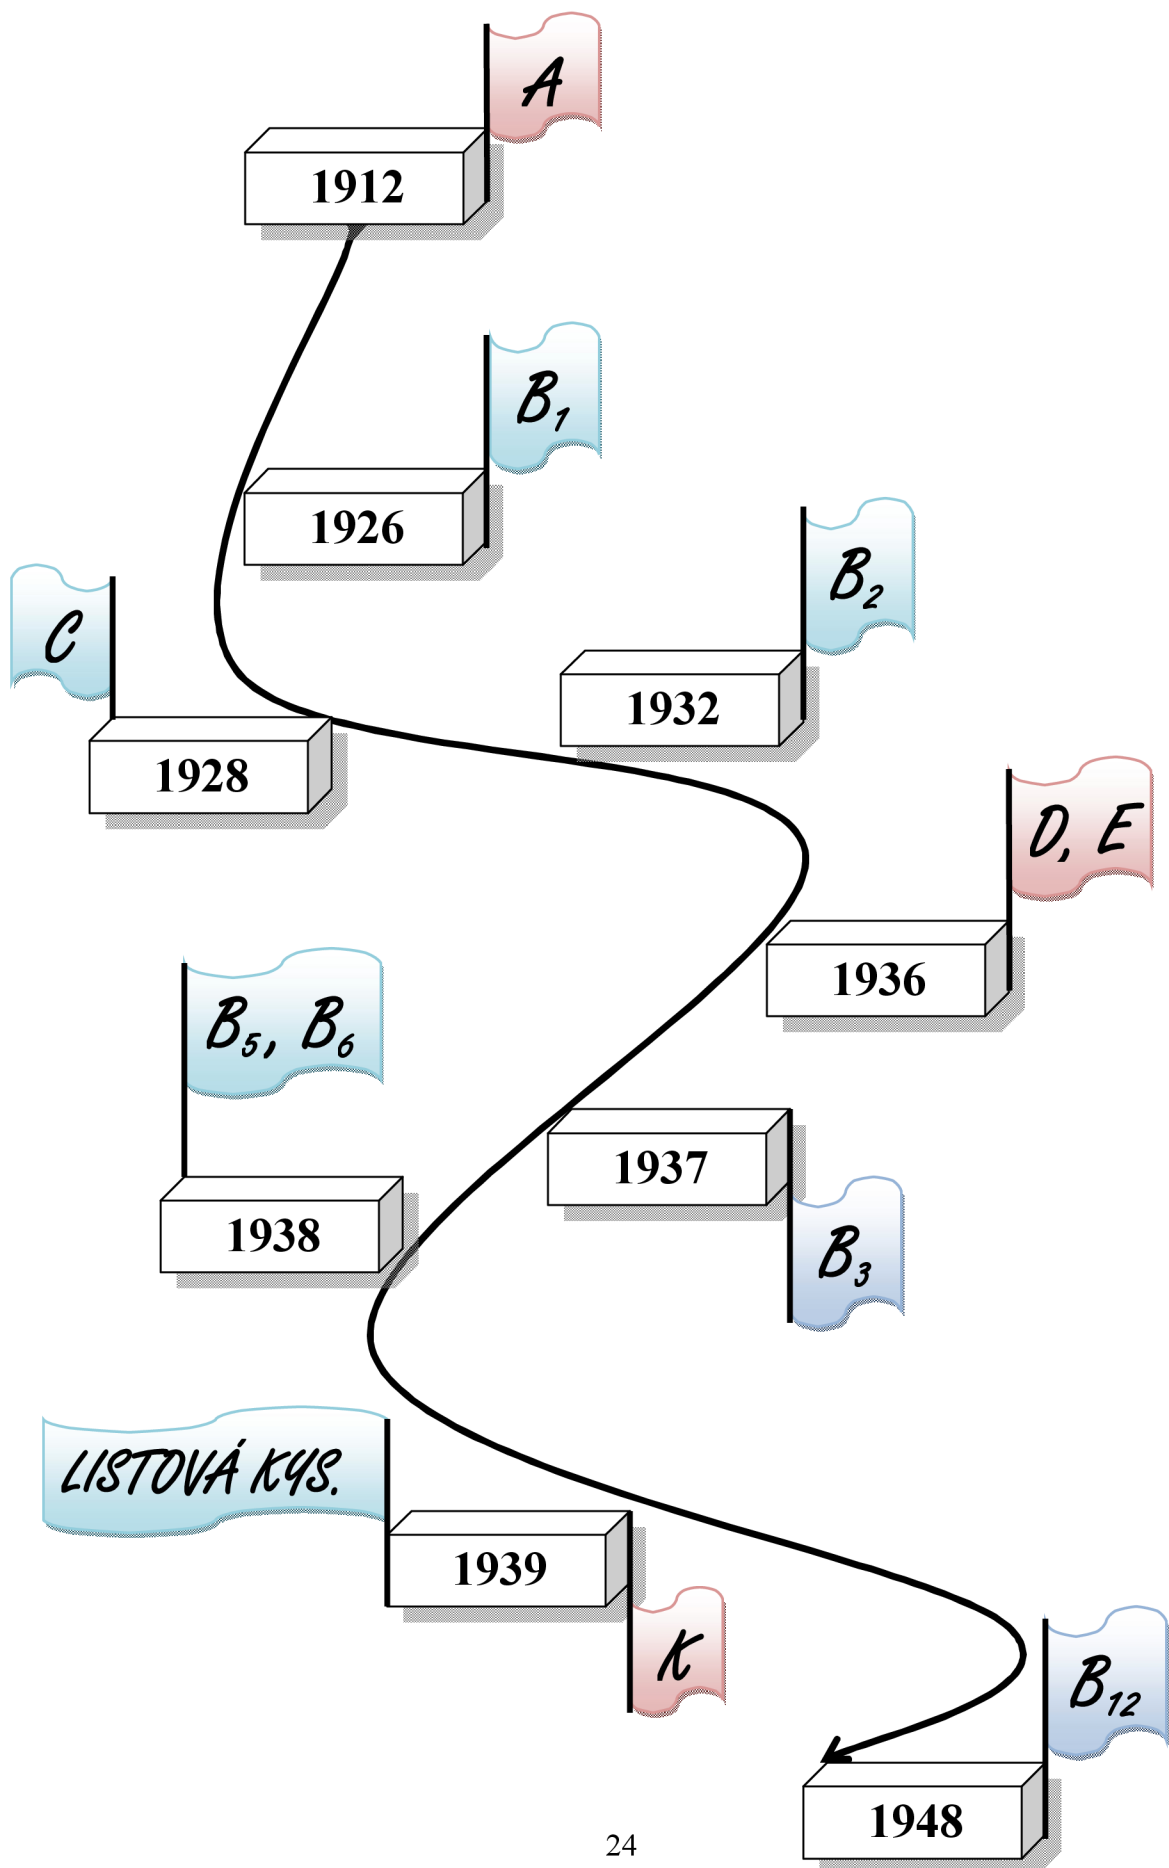 A
1912
B₁
1926
B₂
C
1932
1928
D, E
1936
B₅, B₆
1937
1938
B₃
LISTOVÁ KYS.
1939
K
B₁₂
1948
24